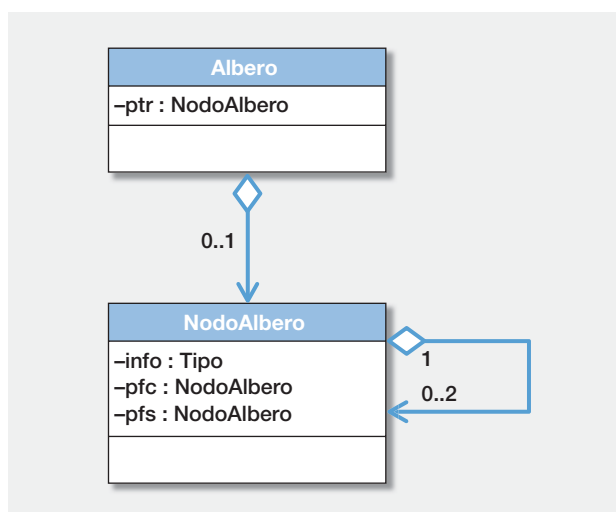 Albero
–ptr : NodoAlbero
0..1
NodoAlbero
–info : Tipo
–pfc : NodoAlbero
–pfs : NodoAlbero
1
0..2